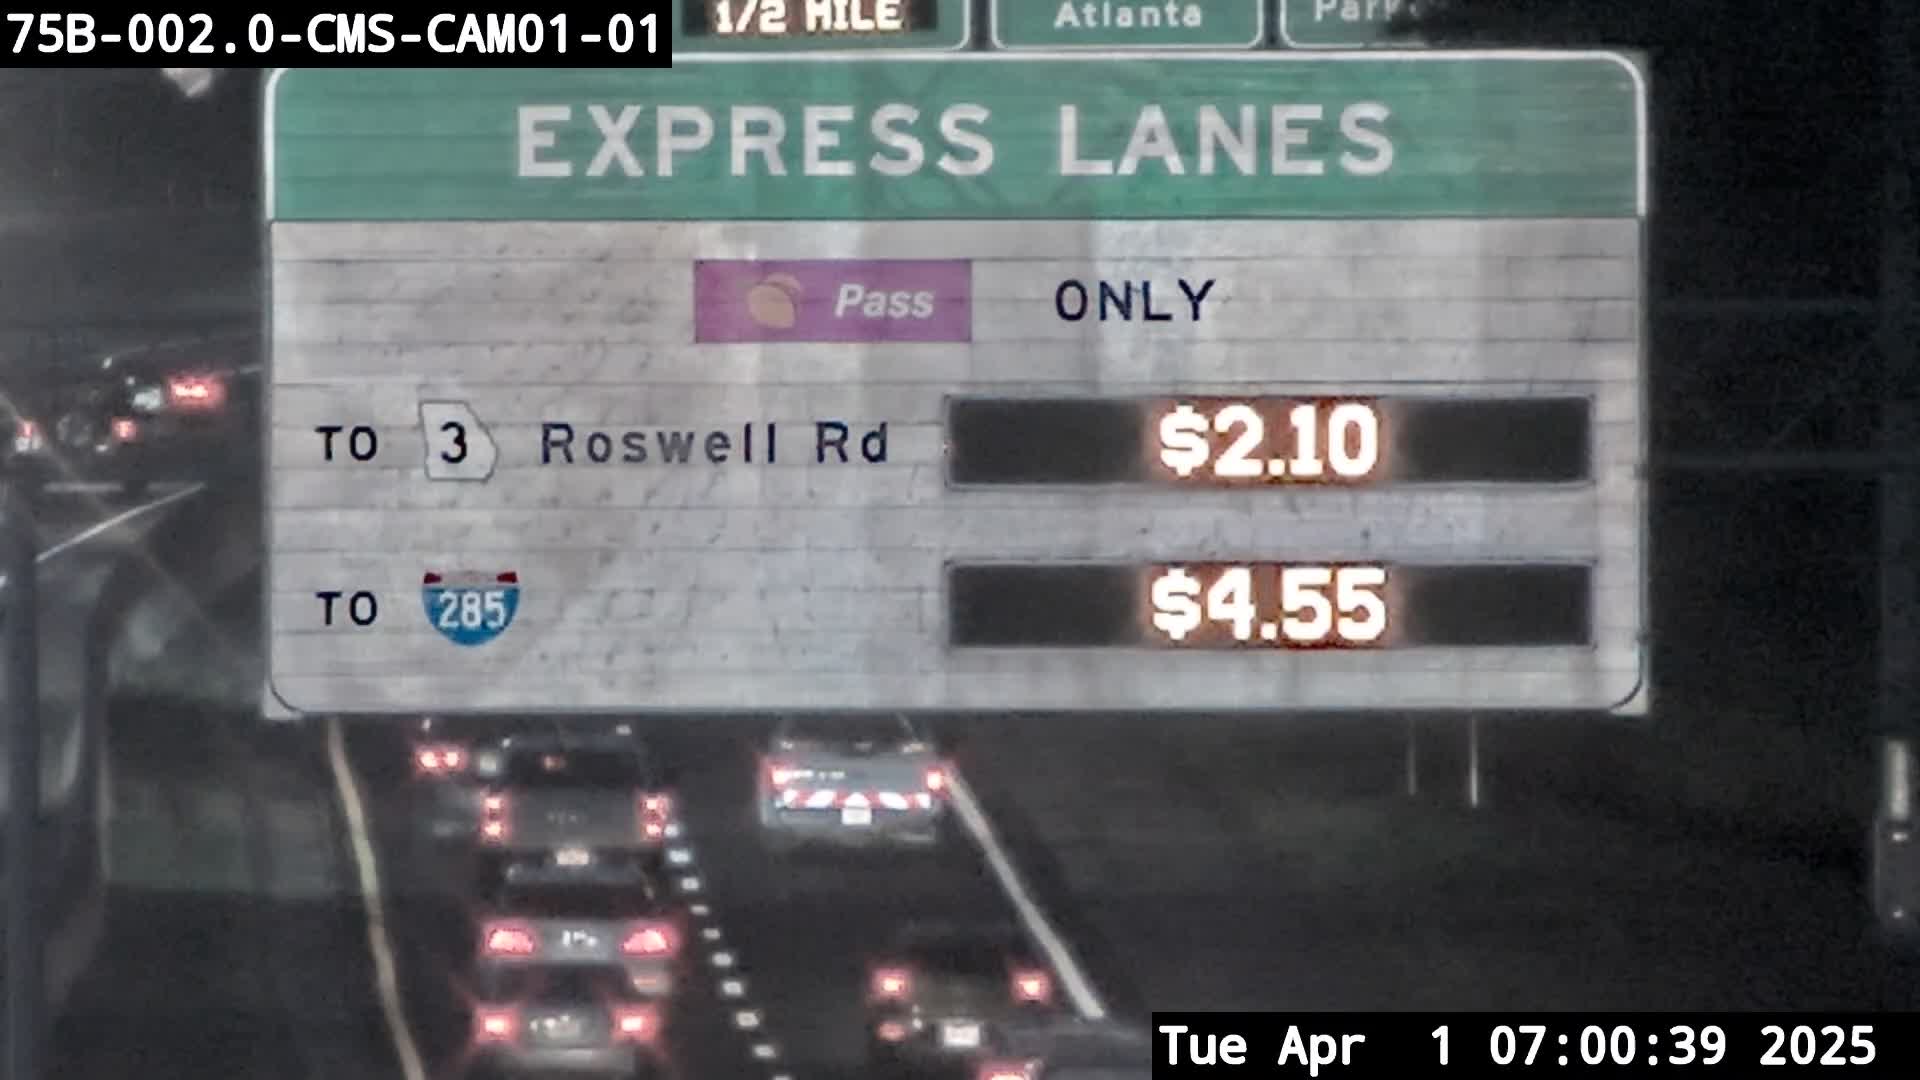 75B-002.0-CMS-CAM01-01
1/2 MILE
Atlanta
EXPRESS LANES
Pass ONLY
TO 3 Roswell Rd $2.10
TO 285 $4.55
Tue Apr 1 07:00:39 2025